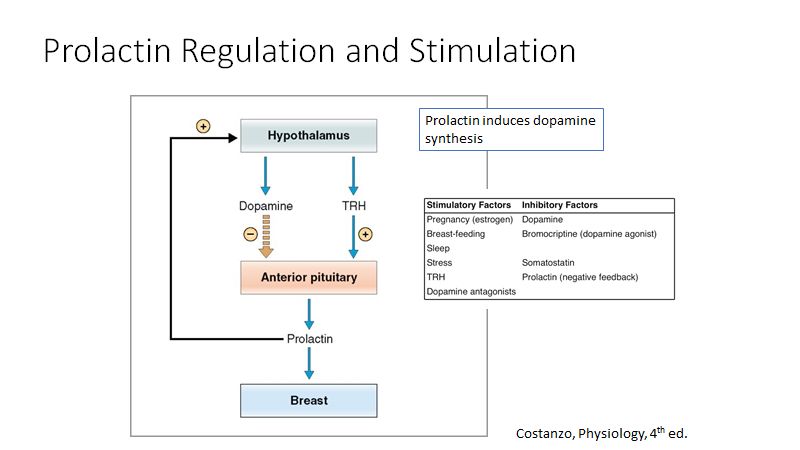 Prolactin Regulation and Stimulation
+
Hypothalamus
Prolactin induces dopamine
synthesis
Dopamine TRH
− +
Anterior pituitary
Prolactin
Breast
Stimulatory Factors Inhibitory Factors
Pregnancy (estrogen) Dopamine
Breast-feeding Bromocriptine (dopamine agonist)
Sleep
Stress Somatostatin
TRH Prolactin (negative feedback)
Dopamine antagonists
Costanzo, Physiology, 4th ed.